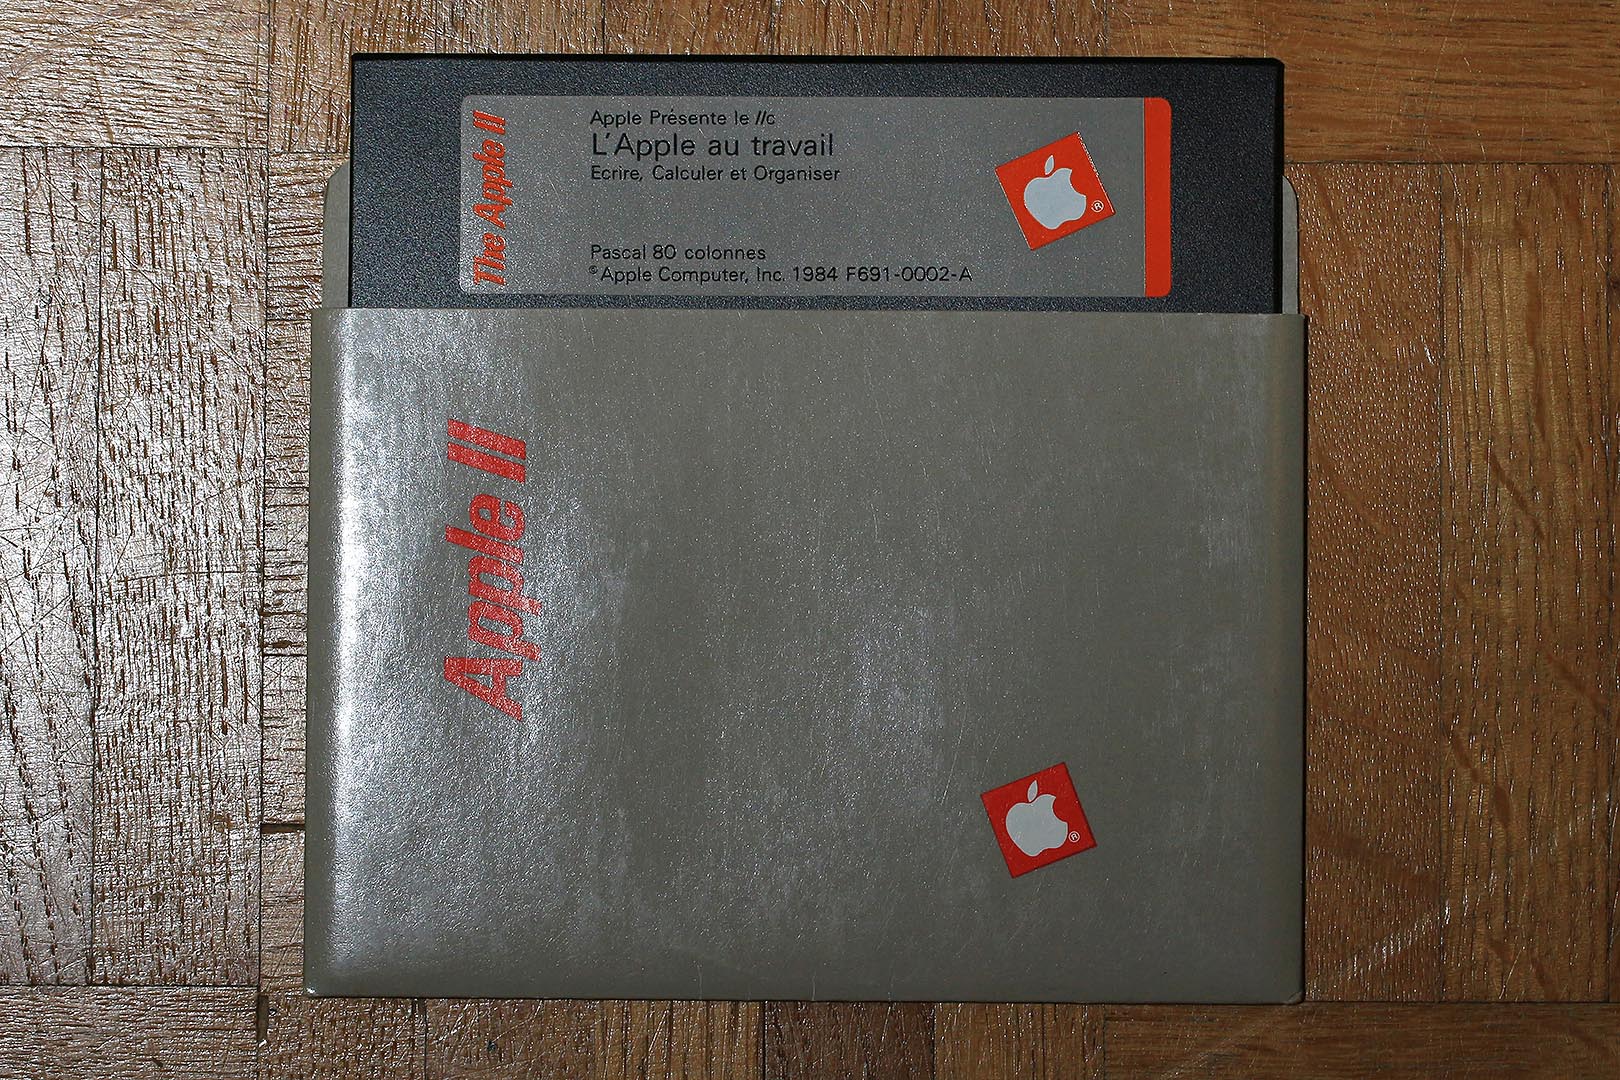 The Apple II
Apple Présente le //c
L'Apple au travail
Ecrire, Calculer et Organiser
Pascal 80 colonnes
© Apple Computer, Inc. 1984 F691-0002-A
®
Apple II
®